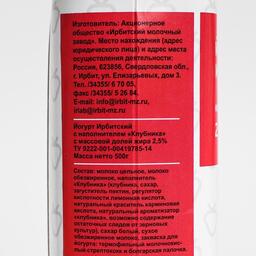 Изготовитель: Акционерное
общество «Ирбитский молочный
завод». Место нахождения (адрес
юридического лица) и адрес места
осуществления деятельности:
Россия, 623856, Свердловская обл.,
г. Ирбит, ул. Елизарьевых, дом 3.
Тел./34355/ 6 70 05,
факс /34355/ 5 26 84.
E-mail: info@irbit-mz.ru,
irlab@irbit-mz.ru
Йогурт Ирбитский
с наполнителем «Клубника»
с массовой долей жира 2,5%
ТУ 9222-001-00419785-14
Масса нетто 500г
Состав: молоко цельное, молоко
обезжиренное, наполнитель
«Клубника» (клубника, сахар,
загуститель пектин, регулятор
кислотности лимонная кислота,
натуральный краситель карминовая
кислота, натуральный ароматизатор
«клубника», возможно содержание
остаточных следов от зерновых
культур), сахар белый, сухое
обезжиренное молоко, закваска для
йогурта: термофильный молочнокис-
лый стрептококк и болгарская палочка.